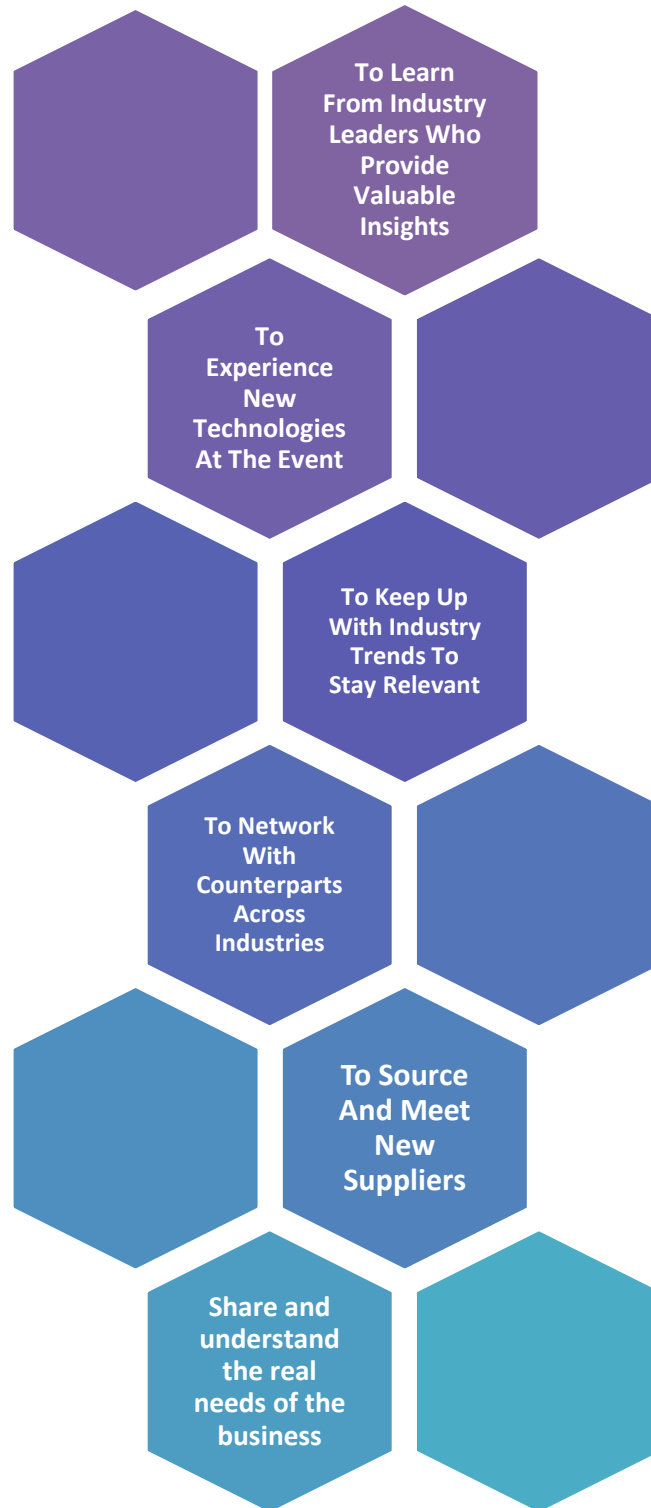 To Learn
From Industry
Leaders Who
Provide
Valuable
Insights
To
Experience
New
Technologies
At The Event
To Keep Up
With Industry
Trends To
Stay Relevant
To Network
With
Counterparts
Across
Industries
To Source
And Meet
New
Suppliers
Share and
understand
the real
needs of the
business